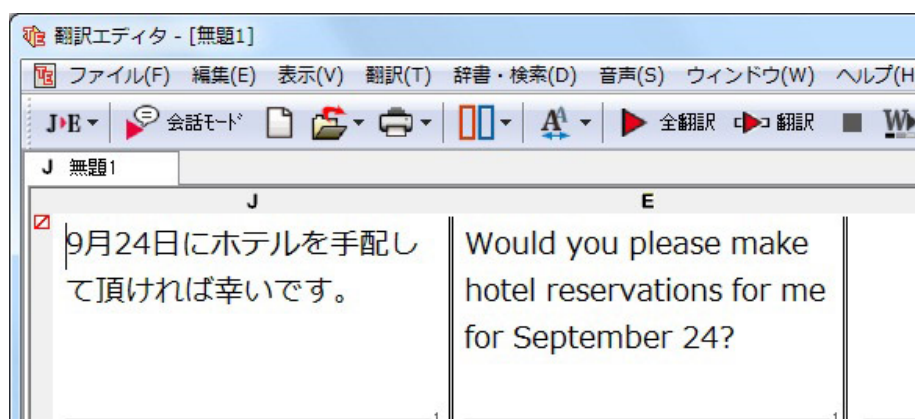 翻訳エディタ - [無題1]
ファイル(F) 編集(E) 表示(V) 翻訳(T) 辞書・検索(D) 音声(S) ウィンドウ(W) ヘルプ(H
J▶E 会話モード 全翻訳 翻訳 W
J 無題1
J E
9月24日にホテルを手配し
て頂ければ幸いです。
Would you please make
hotel reservations for me
for September 24?
1 1